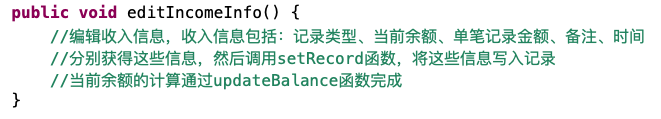 public void editIncomeInfo() {
//编辑收入信息，收入信息包括：记录类型、当前余额、单笔记录金额、备注、时间
//分别获得这些信息，然后调用setRecord函数，将这些信息写入记录
//当前余额的计算通过updateBalance函数完成
}